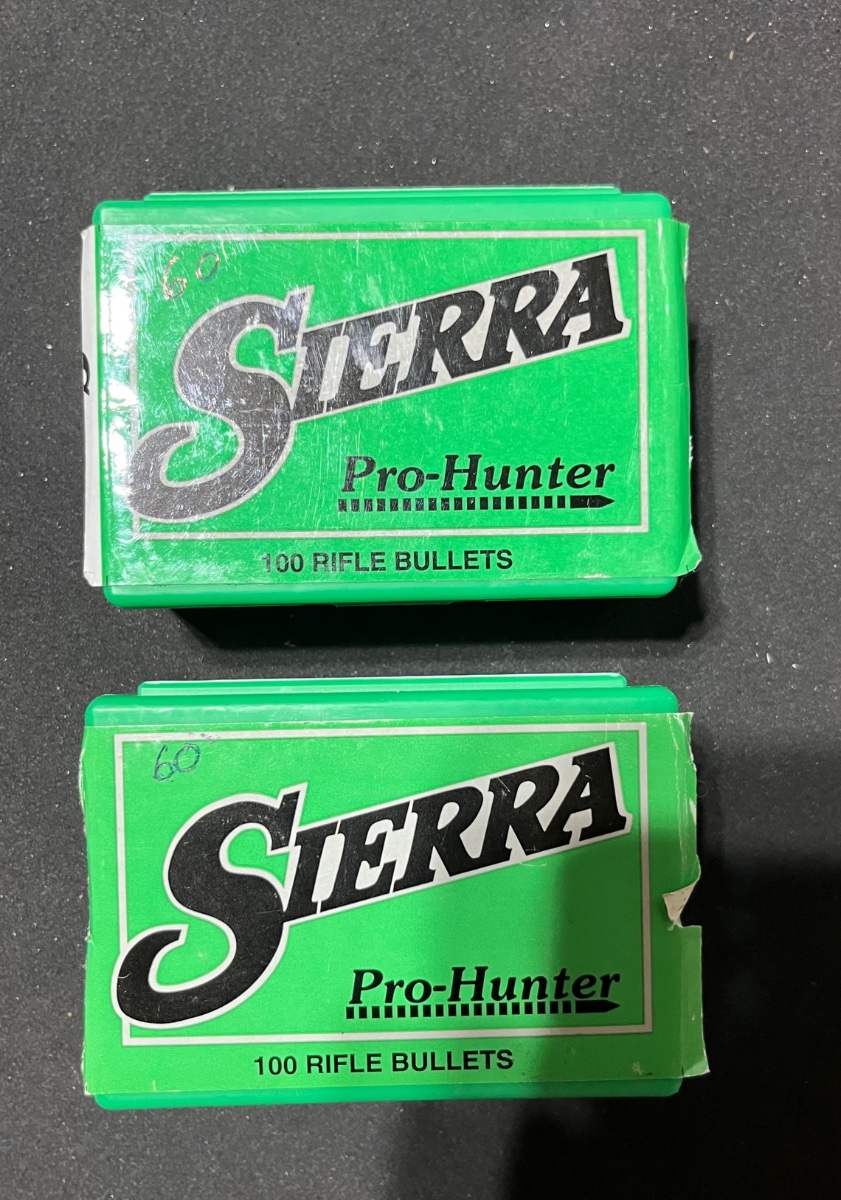 60
SIERRA
Pro-Hunter
100 RIFLE BULLETS
60
SIERRA
Pro-Hunter
100 RIFLE BULLETS